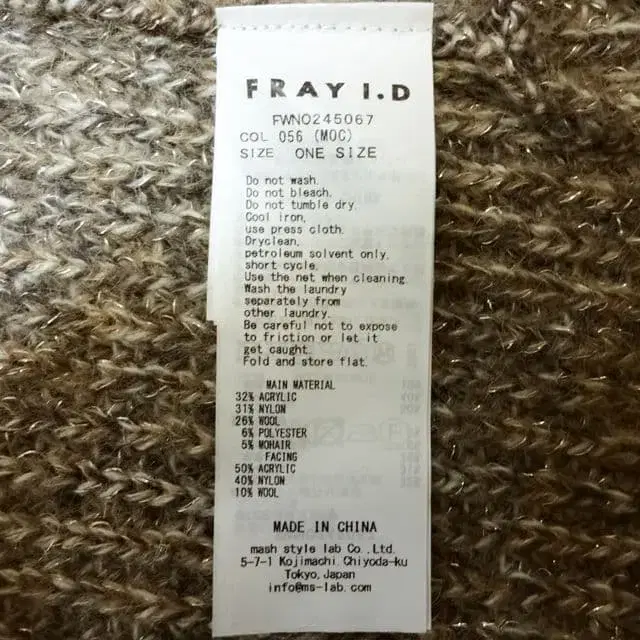 FRAY I.D
FWNO245067
COL 056 (MOC)
SIZE ONE SIZE
Do not wash.
Do not bleach.
Do not tumble dry.
Cool iron,
use press cloth.
Dryclean,
petroleum solvent only,
short cycle.
Use the net when cleaning.
Wash the laundry
separately from
other laundry.
Be careful not to expose
to friction or let it
get caught.
Fold and store flat.
MAIN MATERIAL
32% ACRYLIC
31% NYLON
26% WOOL
6% POLYESTER
5% MOHAIR
FACING
50% ACRYLIC
40% NYLON
10% WOOL
MADE IN CHINA
mash style lab Co.,Ltd.
5-7-1 Kojimachi,Chiyoda-ku
Tokyo,Japan
info@ms-lab.com